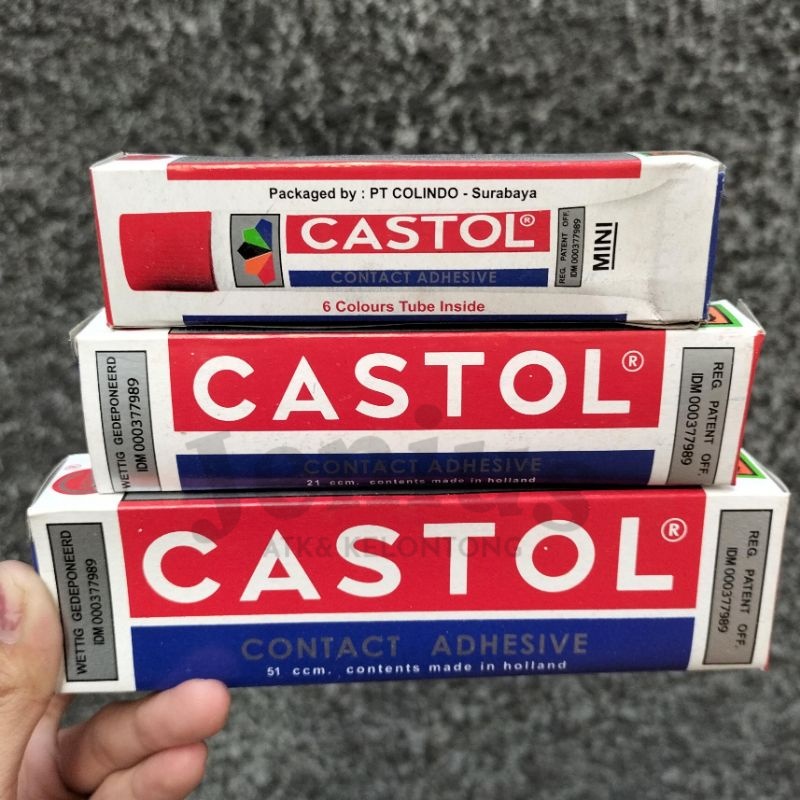 Packaged by : PT COLINDO - Surabaya
CASTOL®
CONTACT ADHESIVE
6 Colours Tube Inside
REG. PATENT OFF.
IDM 000377989
MINI
WETTIG GEDEPONEERD
IDM 000377989
CASTOL®
CONTACT ADHESIVE
21 ccm. contents made in holland
REG. PATENT OFF.
IDM 000377989
Jenius
ATK& KELONTONG
WETTIG GEDEPONEERD
IDM 000377989
CASTOL®
CONTACT ADHESIVE
51 ccm. contents made in holland
REG. PATENT OFF.
IDM 000377989